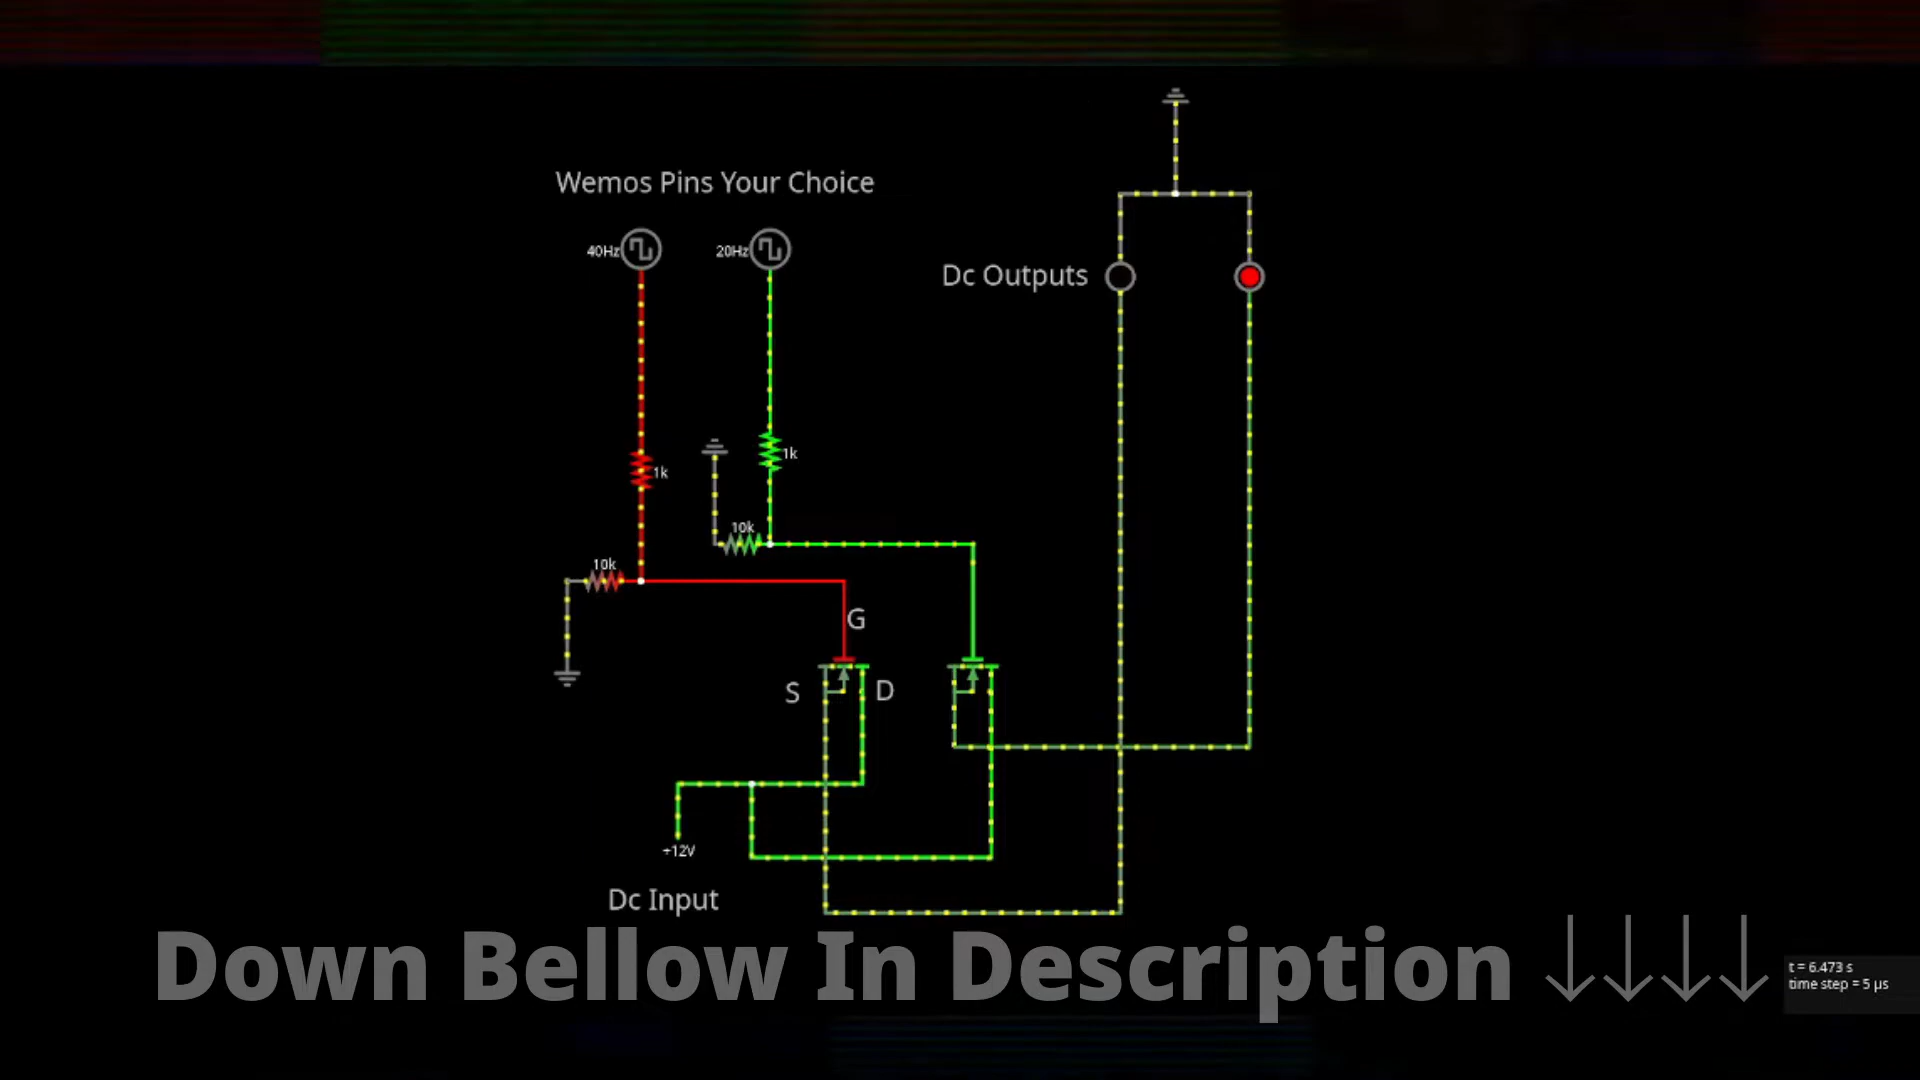 Wemos Pins Your Choice
40Hz
20Hz
Dc Outputs
1k
1k
10k
10k
G
S
D
+12V
Dc Input
Down Bellow In Description ↓↓↓↓
t = 6.473 s
time step = 5 μs